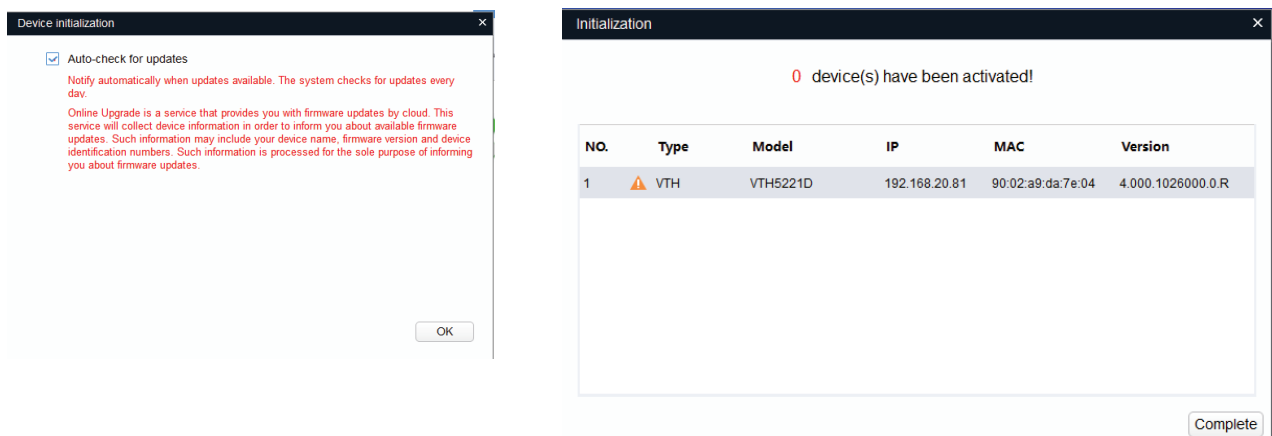 Device initialization
Auto-check for updates
Notify automatically when updates available. The system checks for updates every
day.
Online Upgrade is a service that provides you with firmware updates by cloud. This
service will collect device information in order to inform you about available firmware
updates. Such information may include your device name, firmware version and device
identification numbers. Such information is processed for the sole purpose of informing
you about firmware updates.
OK
Initialization
0 device(s) have been activated!
NO. Type Model IP MAC Version
1 VTH VTH5221D 192.168.20.81 90:02:a9:da:7e:04 4.000.1026000.0.R
Complete